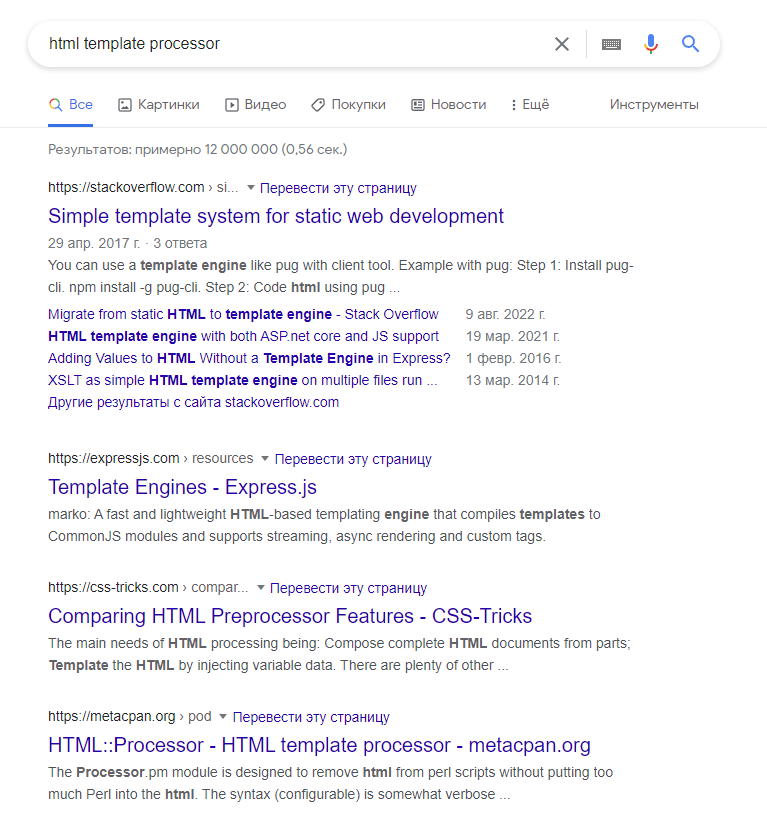 html template processor
Все Картинки Видео Покупки Новости Ещё Инструменты
Результатов: примерно 12 000 000 (0,56 сек.)
https://stackoverflow.com › si... Перевести эту страницу
Simple template system for static web development
29 апр. 2017 г. · 3 ответа
You can use a template engine like pug with client tool. Example with pug: Step 1: Install pug-
cli. npm install -g pug-cli. Step 2: Code html using pug ...
Migrate from static HTML to template engine - Stack Overflow 9 авг. 2022 г.
HTML template engine with both ASP.net core and JS support 19 мар. 2021 г.
Adding Values to HTML Without a Template Engine in Express? 1 февр. 2016 г.
XSLT as simple HTML template engine on multiple files run ... 13 мар. 2014 г.
Другие результаты с сайта stackoverflow.com
https://expressjs.com › resources Перевести эту страницу
Template Engines - Express.js
marko: A fast and lightweight HTML-based templating engine that compiles templates to
CommonJS modules and supports streaming, async rendering and custom tags.
https://css-tricks.com › compar... Перевести эту страницу
Comparing HTML Preprocessor Features - CSS-Tricks
The main needs of HTML processing being: Compose complete HTML documents from parts;
Template the HTML by injecting variable data. There are plenty of other ...
https://metacpan.org › pod Перевести эту страницу
HTML::Processor - HTML template processor - metacpan.org
The Processor.pm module is designed to remove html from perl scripts without putting too
much Perl into the html. The syntax (configurable) is somewhat verbose ...